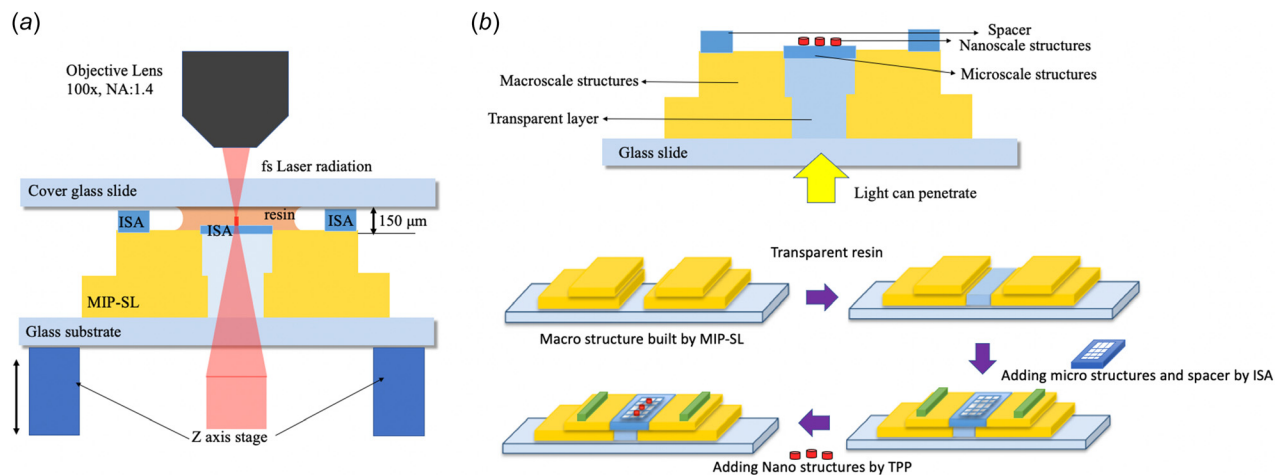 (a)
Objective Lens
100x, NA:1.4
fs Laser radiation
Cover glass slide
ISA
resin
ISA
150 μm
ISA
MIP-SL
Glass substrate
Z axis stage
(b)
Spacer
Nanoscale structures
Macroscale structures
Microscale structures
Transparent layer
Glass slide
Light can penetrate
Transparent resin
Macro structure built by MIP-SL
Adding micro structures and spacer by ISA
Adding Nano structures by TPP